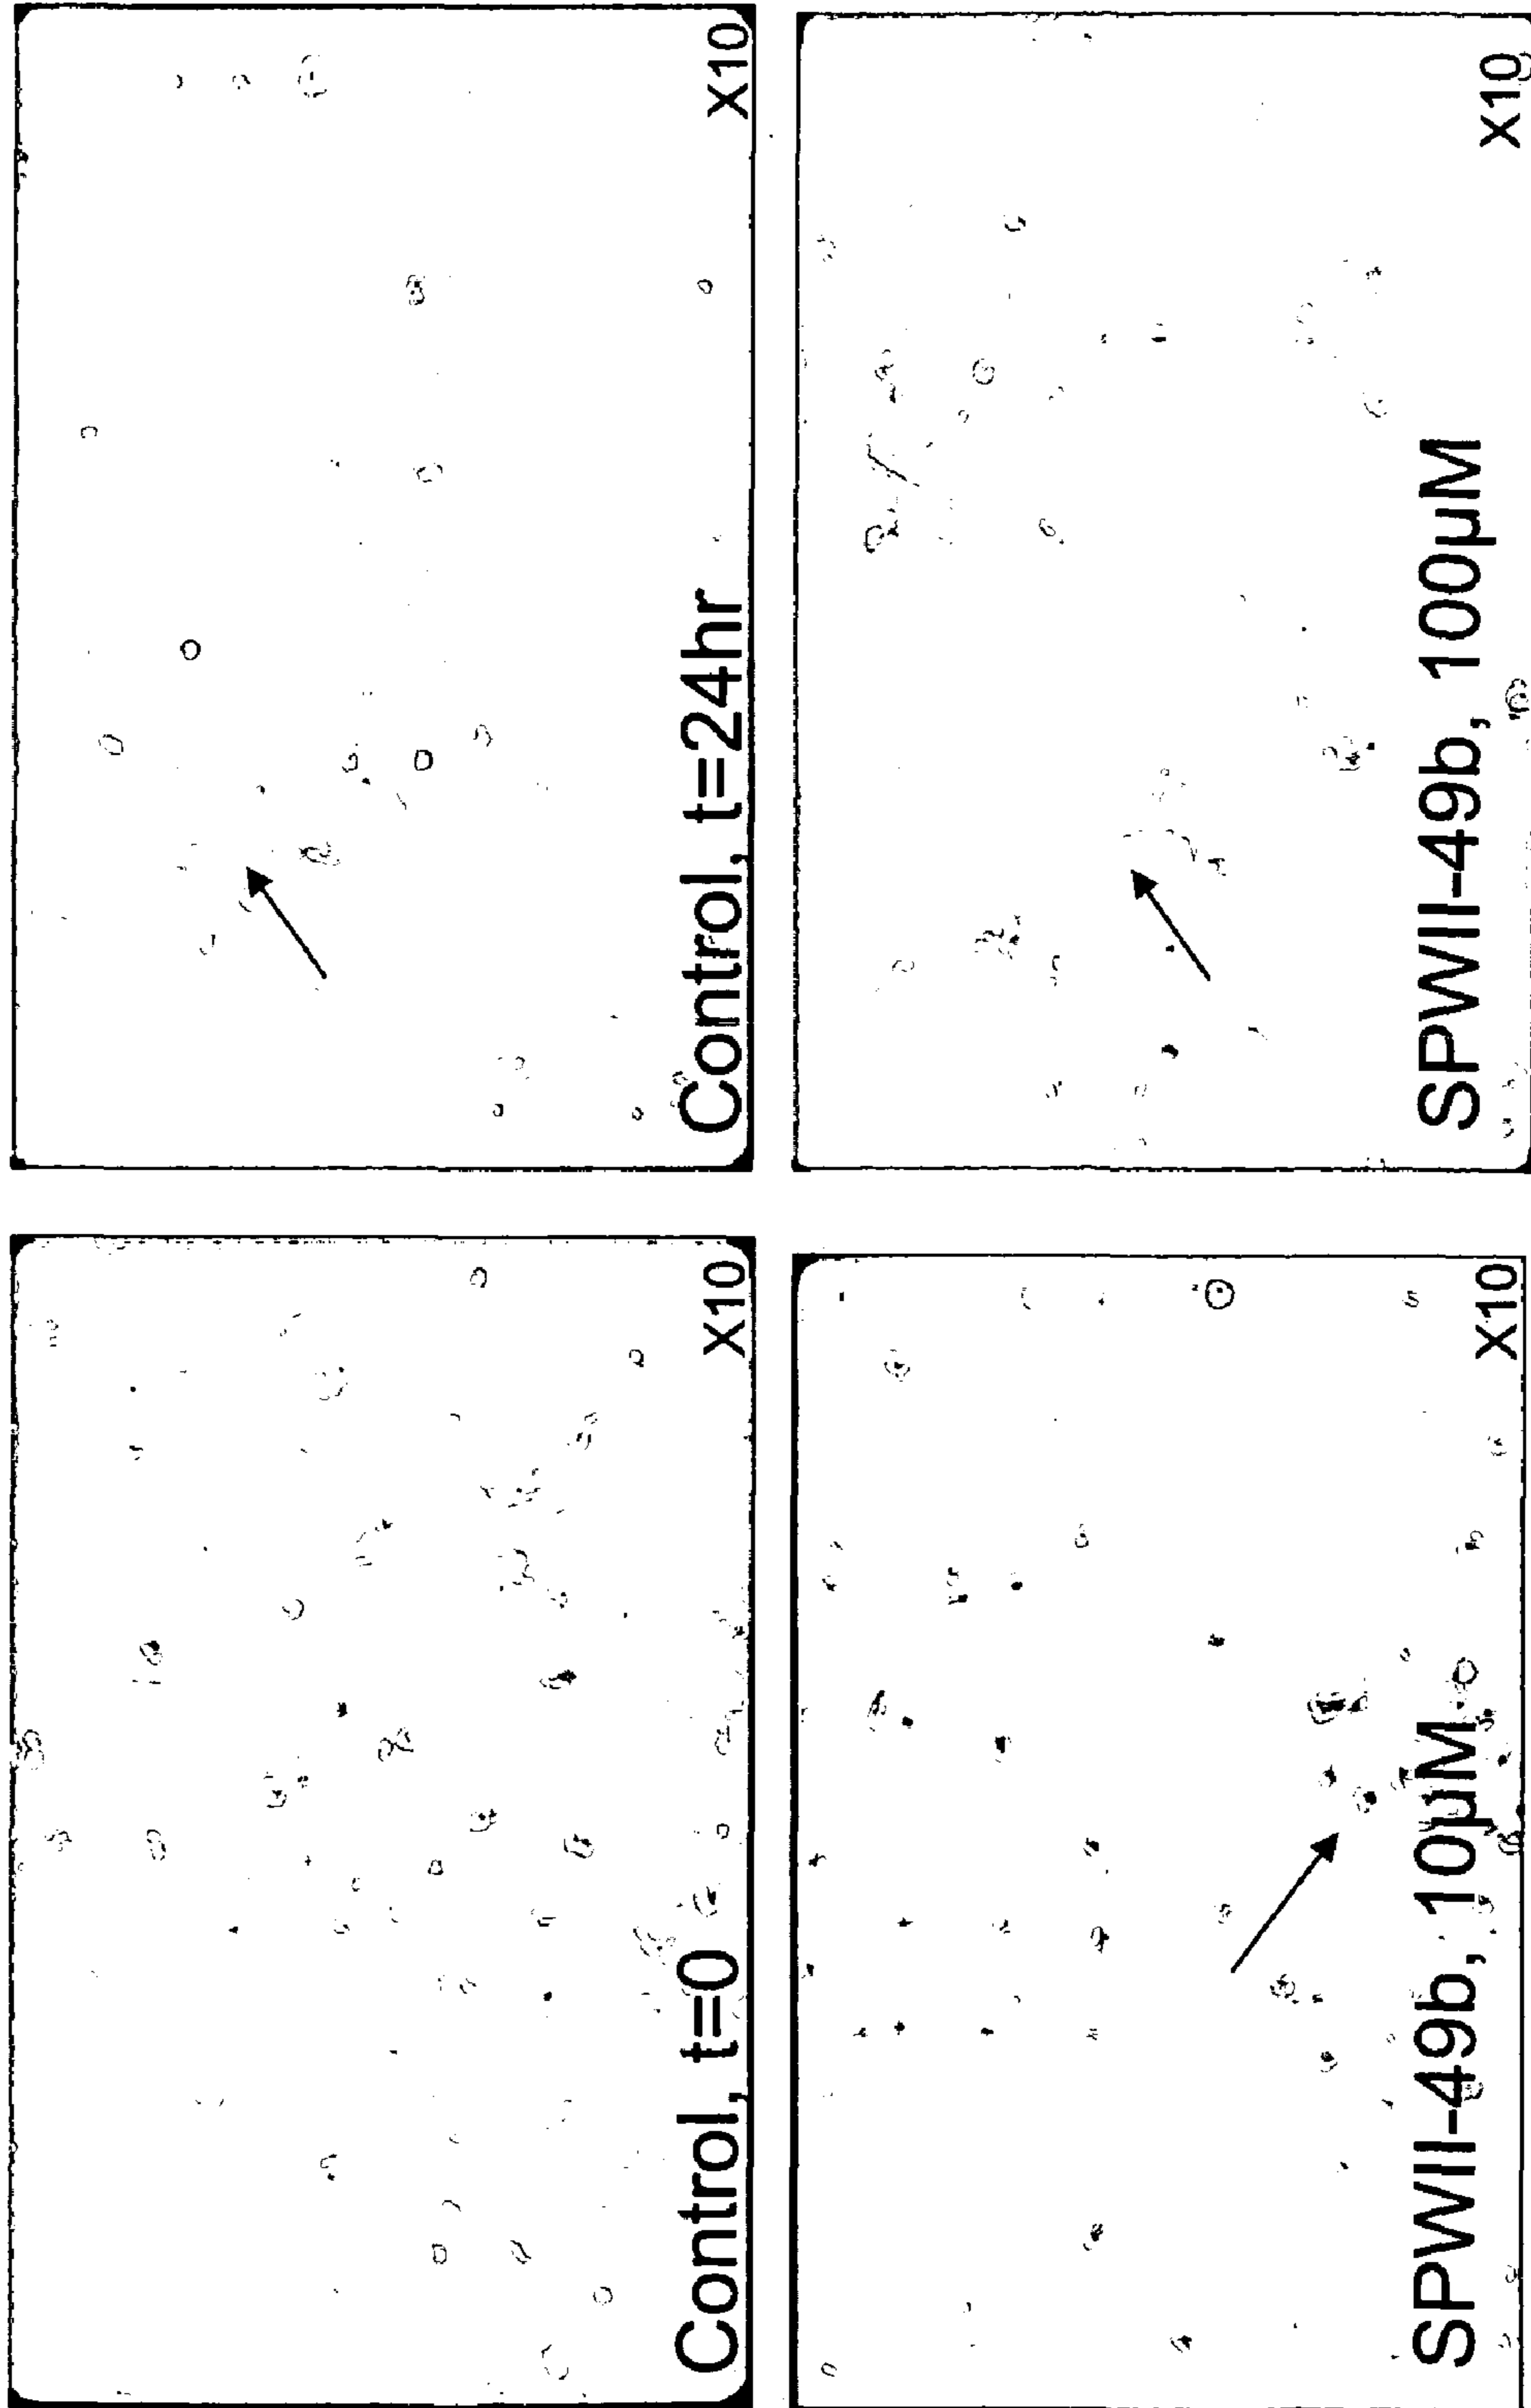 Control, t=0
X10
Control, t=24hr
X10
SPWII-49b, 10µM
X10
SPWII-49b, 100µM
X10